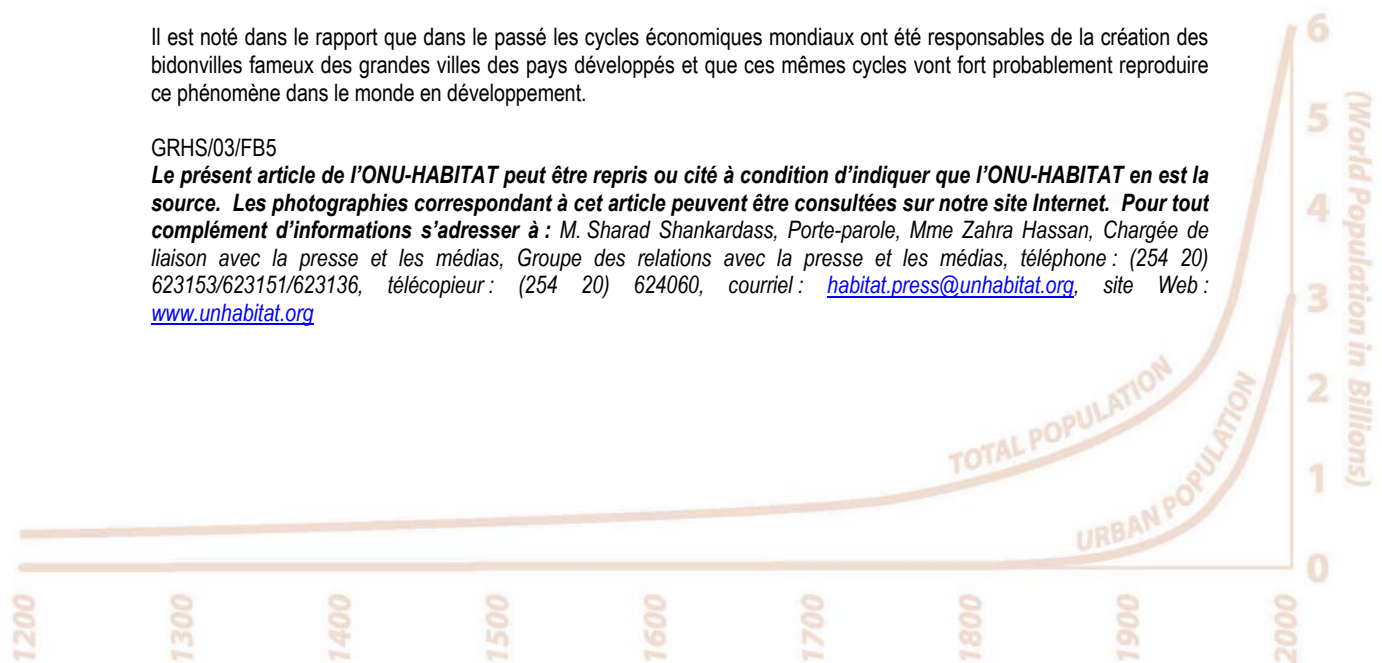 Il est noté dans le rapport que dans le passé les cycles économiques mondiaux ont été responsables de la création des
bidonvilles fameux des grandes villes des pays développés et que ces mêmes cycles vont fort probablement reproduire
ce phénomène dans le monde en développement.
GRHS/03/FB5
Le présent article de l’ONU-HABITAT peut être repris ou cité à condition d’indiquer que l’ONU-HABITAT en est la
source. Les photographies correspondant à cet article peuvent être consultées sur notre site Internet. Pour tout
complément d’informations s’adresser à : M. Sharad Shankardass, Porte-parole, Mme Zahra Hassan, Chargée de
liaison avec la presse et les médias, Groupe des relations avec la presse et les médias, téléphone : (254 20)
623153/623151/623136, télécopieur : (254 20) 624060, courriel : habitat.press@unhabitat.org, site Web :
www.unhabitat.org
6
5
4
3
2
1
0
(World Population in Billions)
TOTAL POPULATION
URBAN POPULATION
1200
1300
1400
1500
1600
1700
1800
1900
2000